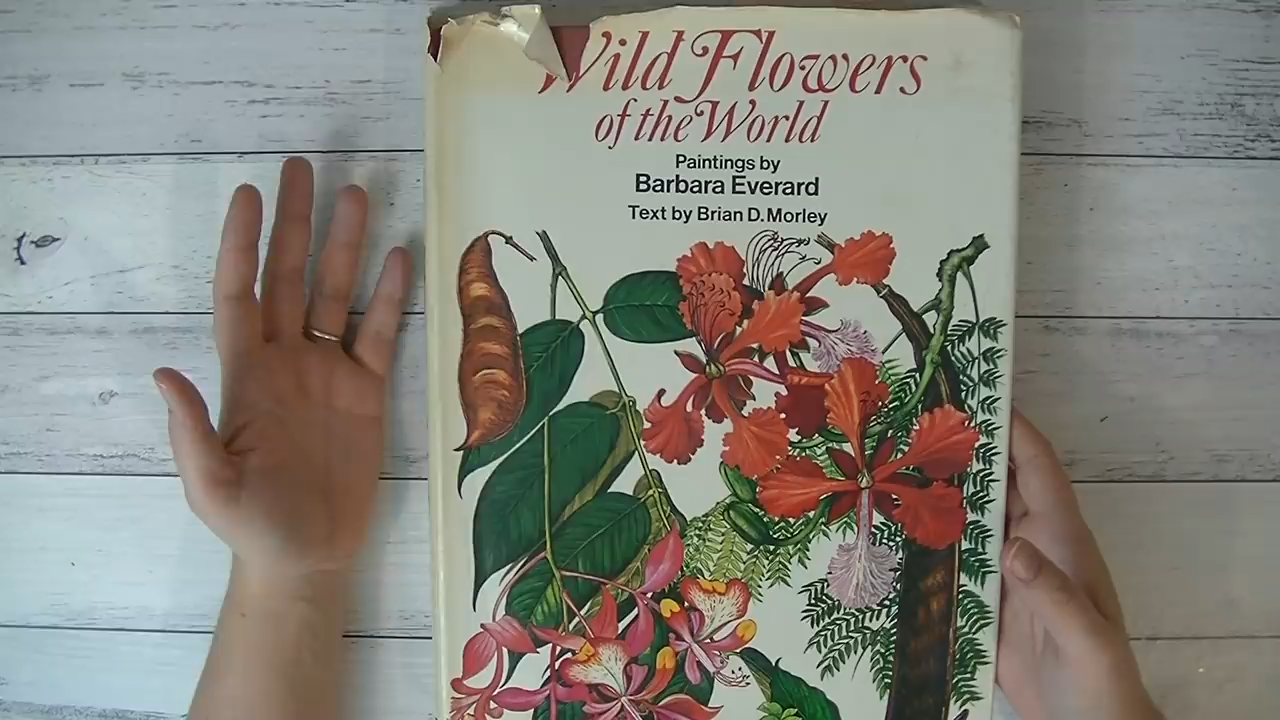 Wild Flowers
of the World
Paintings by
Barbara Everard
Text by Brian D. Morley